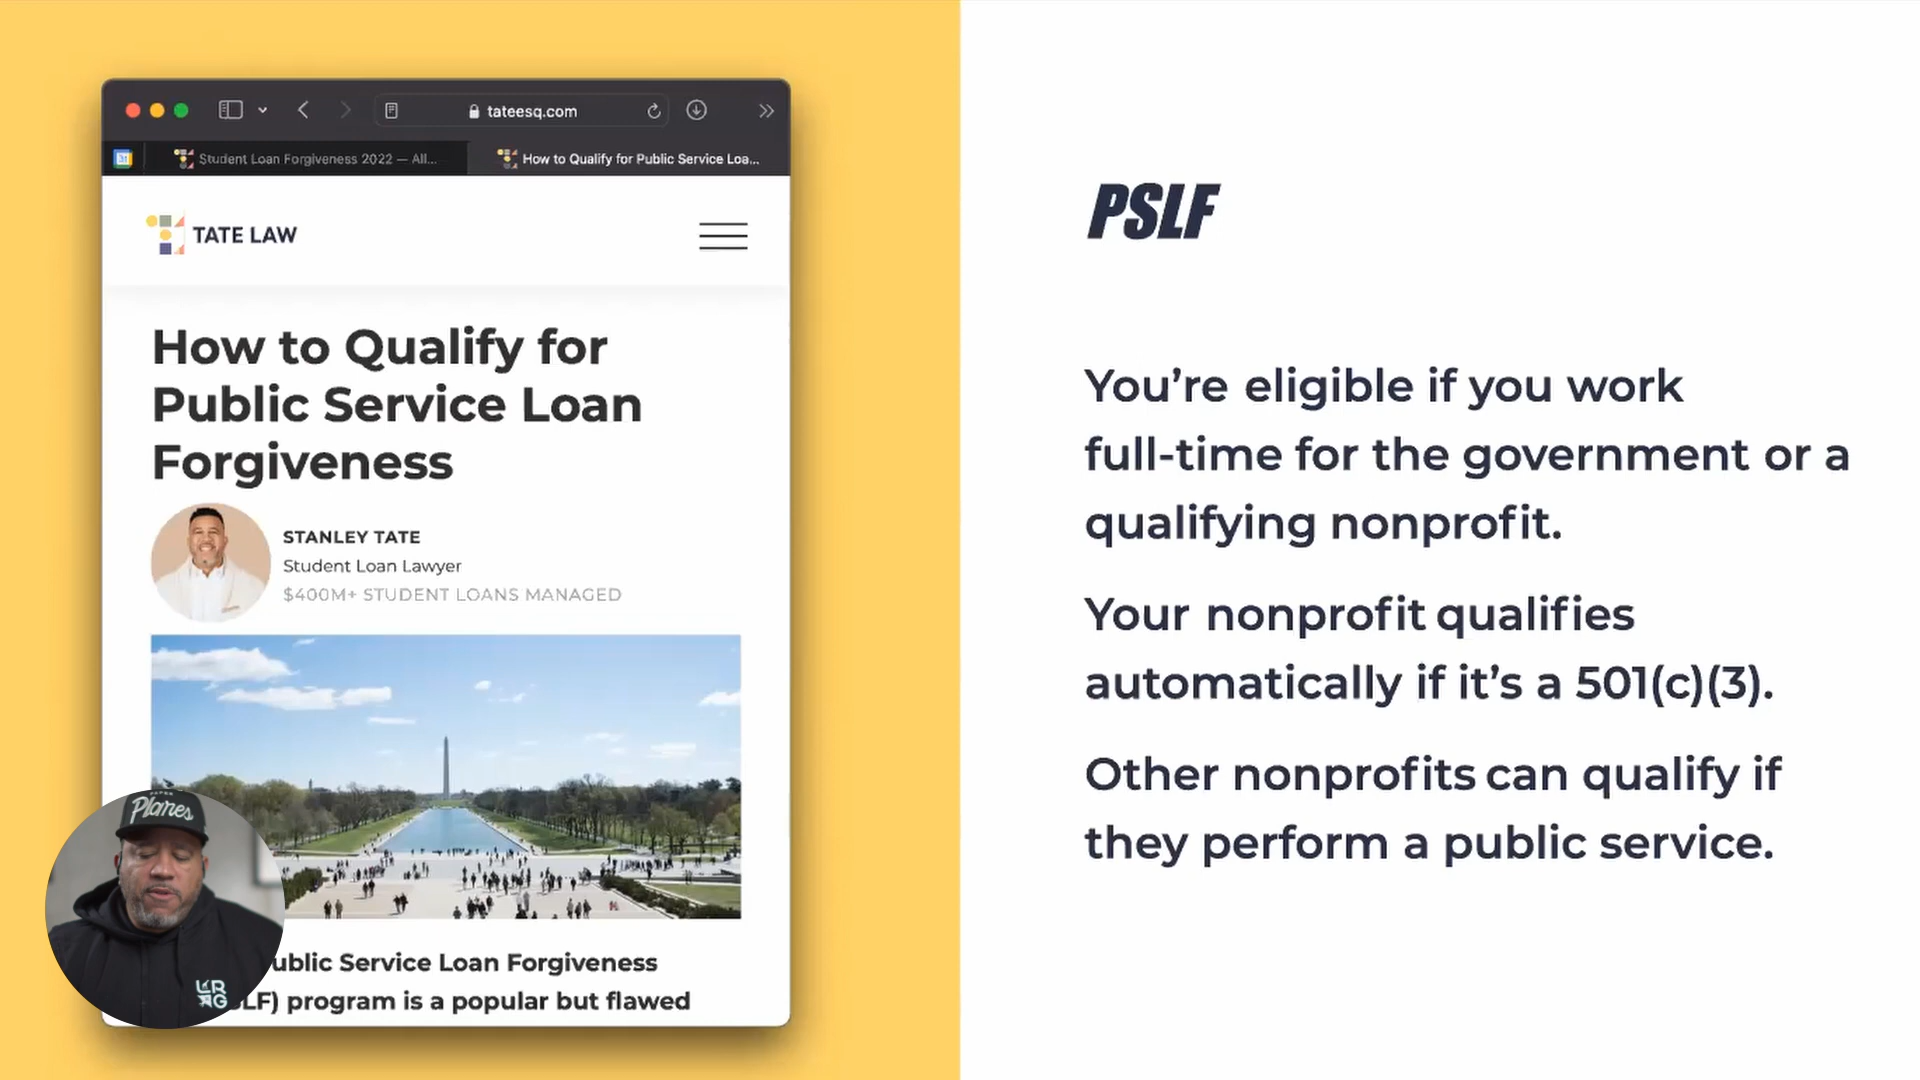 tateesq.com
Student Loan Forgiveness 2022 — All...
How to Qualify for Public Service Loa...
TATE LAW
How to Qualify for
Public Service Loan
Forgiveness
STANLEY TATE
Student Loan Lawyer
$400M+ STUDENT LOANS MANAGED
Planes
ublic Service Loan Forgiveness
LF) program is a popular but flawed
PSLF
You’re eligible if you work
full-time for the government or a
qualifying nonprofit.
Your nonprofit qualifies
automatically if it’s a 501(c)(3).
Other nonprofits can qualify if
they perform a public service.